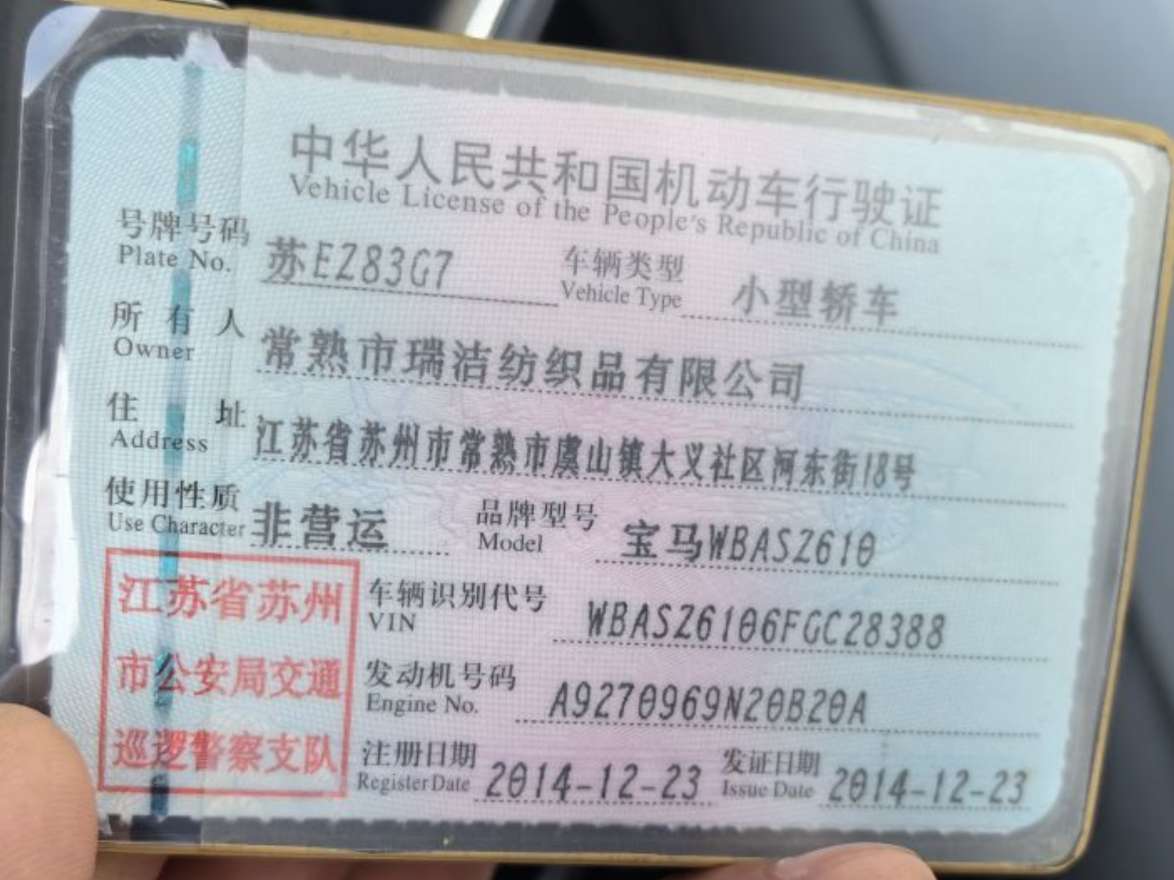 中华人民共和国机动车行驶证
Vehicle License of the People's Republic of China
号牌号码 苏EZ83G7 车辆类型 小型轿车
Plate No. Vehicle Type
所有人 常熟市瑞洁纺织品有限公司
Owner
住址 江苏省苏州市常熟市虞山镇大义社区河东街18号
Address
使用性质 非营运 品牌型号 宝马WBASZ610
Use Character Model
江苏省苏州
市公安局交通
巡逻警察支队
车辆识别代号 WBASZ6106FGC28388
VIN
发动机号码 A9270969N20B20A
Engine No.
注册日期 2014-12-23 发证日期 2014-12-23
Register Date Issue Date